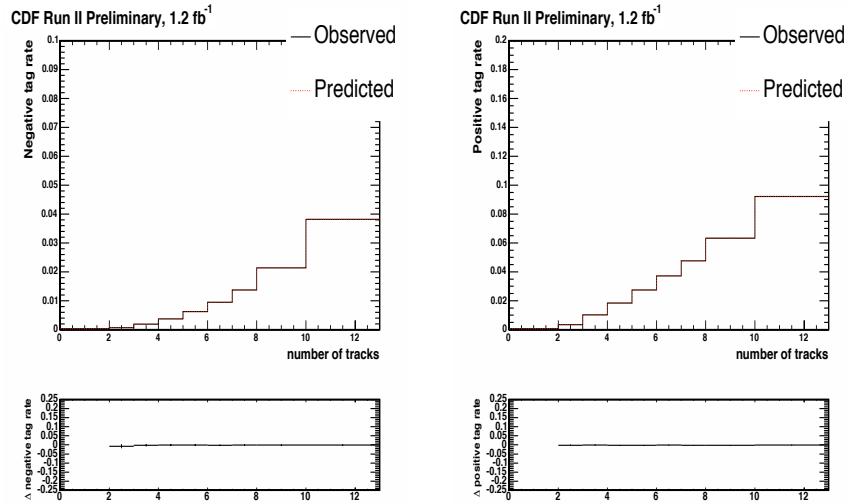 CDF Run II Preliminary, 1.2 fb-1
Observed
Predicted
Negative tag rate
0.1
0.09
0.08
0.07
0.06
0.05
0.04
0.03
0.02
0.01
0
0 2 4 6 8 10 12
number of tracks
Δ negative tag rate
0.25
0.2
0.15
0.1
0.05
0
-0.05
-0.1
-0.15
-0.2
-0.25
0 2 4 6 8 10 12
CDF Run II Preliminary, 1.2 fb-1
Observed
Predicted
Positive tag rate
0.2
0.18
0.16
0.14
0.12
0.1
0.08
0.06
0.04
0.02
0
0 2 4 6 8 10 12
number of tracks
Δ positive tag rate
0.25
0.2
0.15
0.1
0.05
0
-0.05
-0.1
-0.15
-0.2
-0.25
0 2 4 6 8 10 12